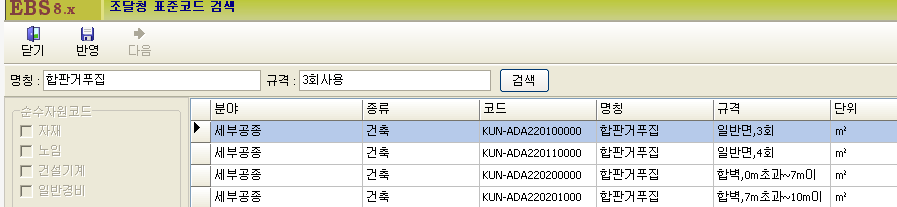 EBS 8.x 조달청 표준코드 검색
닫기 반영 다음
명칭 : 합판거푸집 규격 : 3회사용 검색
순수자원코드
자재
노임
건설기계
일반경비
분야 종류 코드 명칭 규격 단위
세부공종 건축 KUN-ADA220100000 합판거푸집 일반면,3회 m²
세부공종 건축 KUN-ADA220110000 합판거푸집 일반면,4회 m²
세부공종 건축 KUN-ADA220200000 합판거푸집 합벽,0m초과~7m이 m²
세부공종 건축 KUN-ADA220201000 합판거푸집 합벽,7m초과~10m이 m²